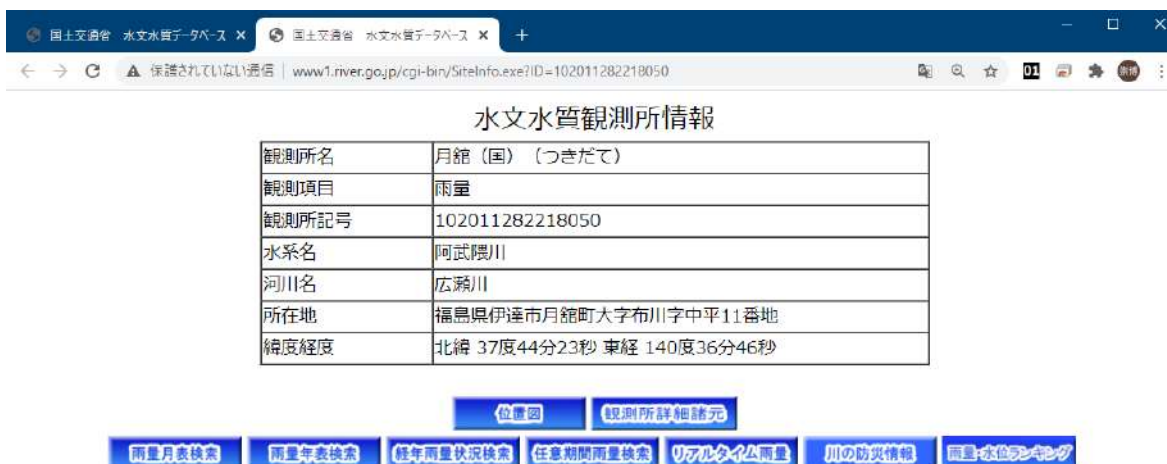 国土交通省 水文水質データベース
国土交通省 水文水質データベース
保護されていない通信 | www1.river.go.jp/cgi-bin/SiteInfo.exe?ID=102011282218050
01
水文水質観測所情報
観測所名 月舘（国）（つきだて）
観測項目 雨量
観測所記号 102011282218050
水系名 阿武隈川
河川名 広瀬川
所在地 福島県伊達市月舘町大字布川字中平11番地
緯度経度 北緯 37度44分23秒 東経 140度36分46秒
位置図 観測所詳細諸元
雨量月表検索 雨量年表検索 経年雨量状況検索 任意期間雨量検索 リアルタイム雨量 川の防災情報 雨量・水位ランキング